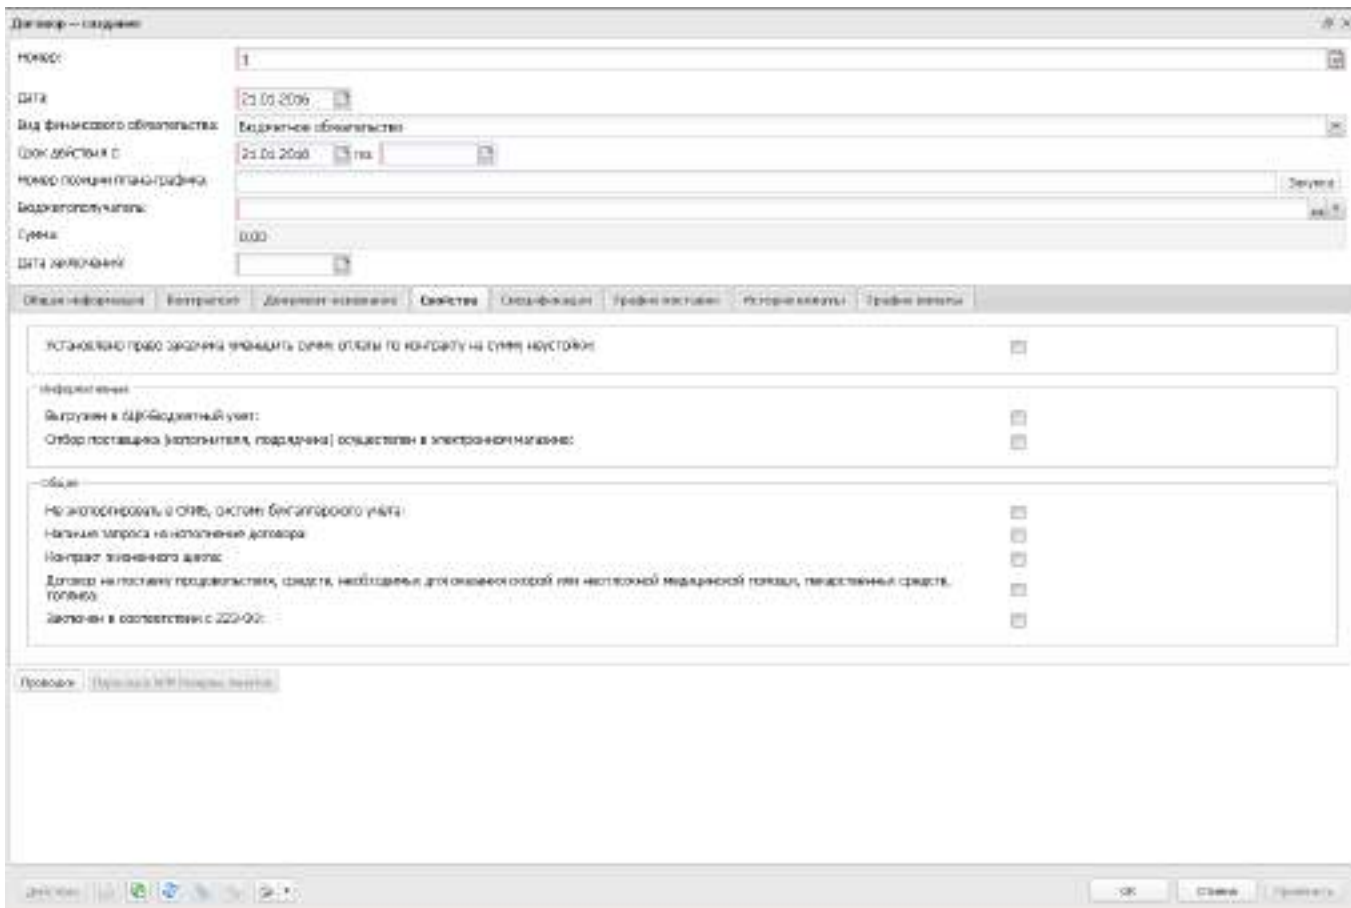 Договор — создание
Номер:
1
Дата:
21.01.2016
Вид финансового обязательства:
Бюджетное обязательство
Срок действия с:
21.01.2016 по:
Номер позиции плана-графика:
Закупка
Бюджетополучатель:
Сумма:
0.00
Дата заключения:
Общая информация Контрагент Документ-основание Свойства Спецификация График поставки История оплаты График оплаты
Установлено право заказчика уменьшить сумму оплаты по контракту на сумму неустойки:
Информативные
Выгружен в АЦК-Бюджетный учет:
Отбор поставщика (исполнителя, подрядчика) осуществлен в электронном магазине:
Общие
Не экспортировать в систему бухгалтерского учета:
Наличие запроса на исполнение договора:
Контракт жизненного цикла:
Договор на поставку продовольствия, средств, необходимых для оказания скорой или неотложной медицинской помощи, лекарственных средств,
топлива:
Заключен в соответствии с 223-ФЗ:
Проводки
Действия
OK Отмена Применить